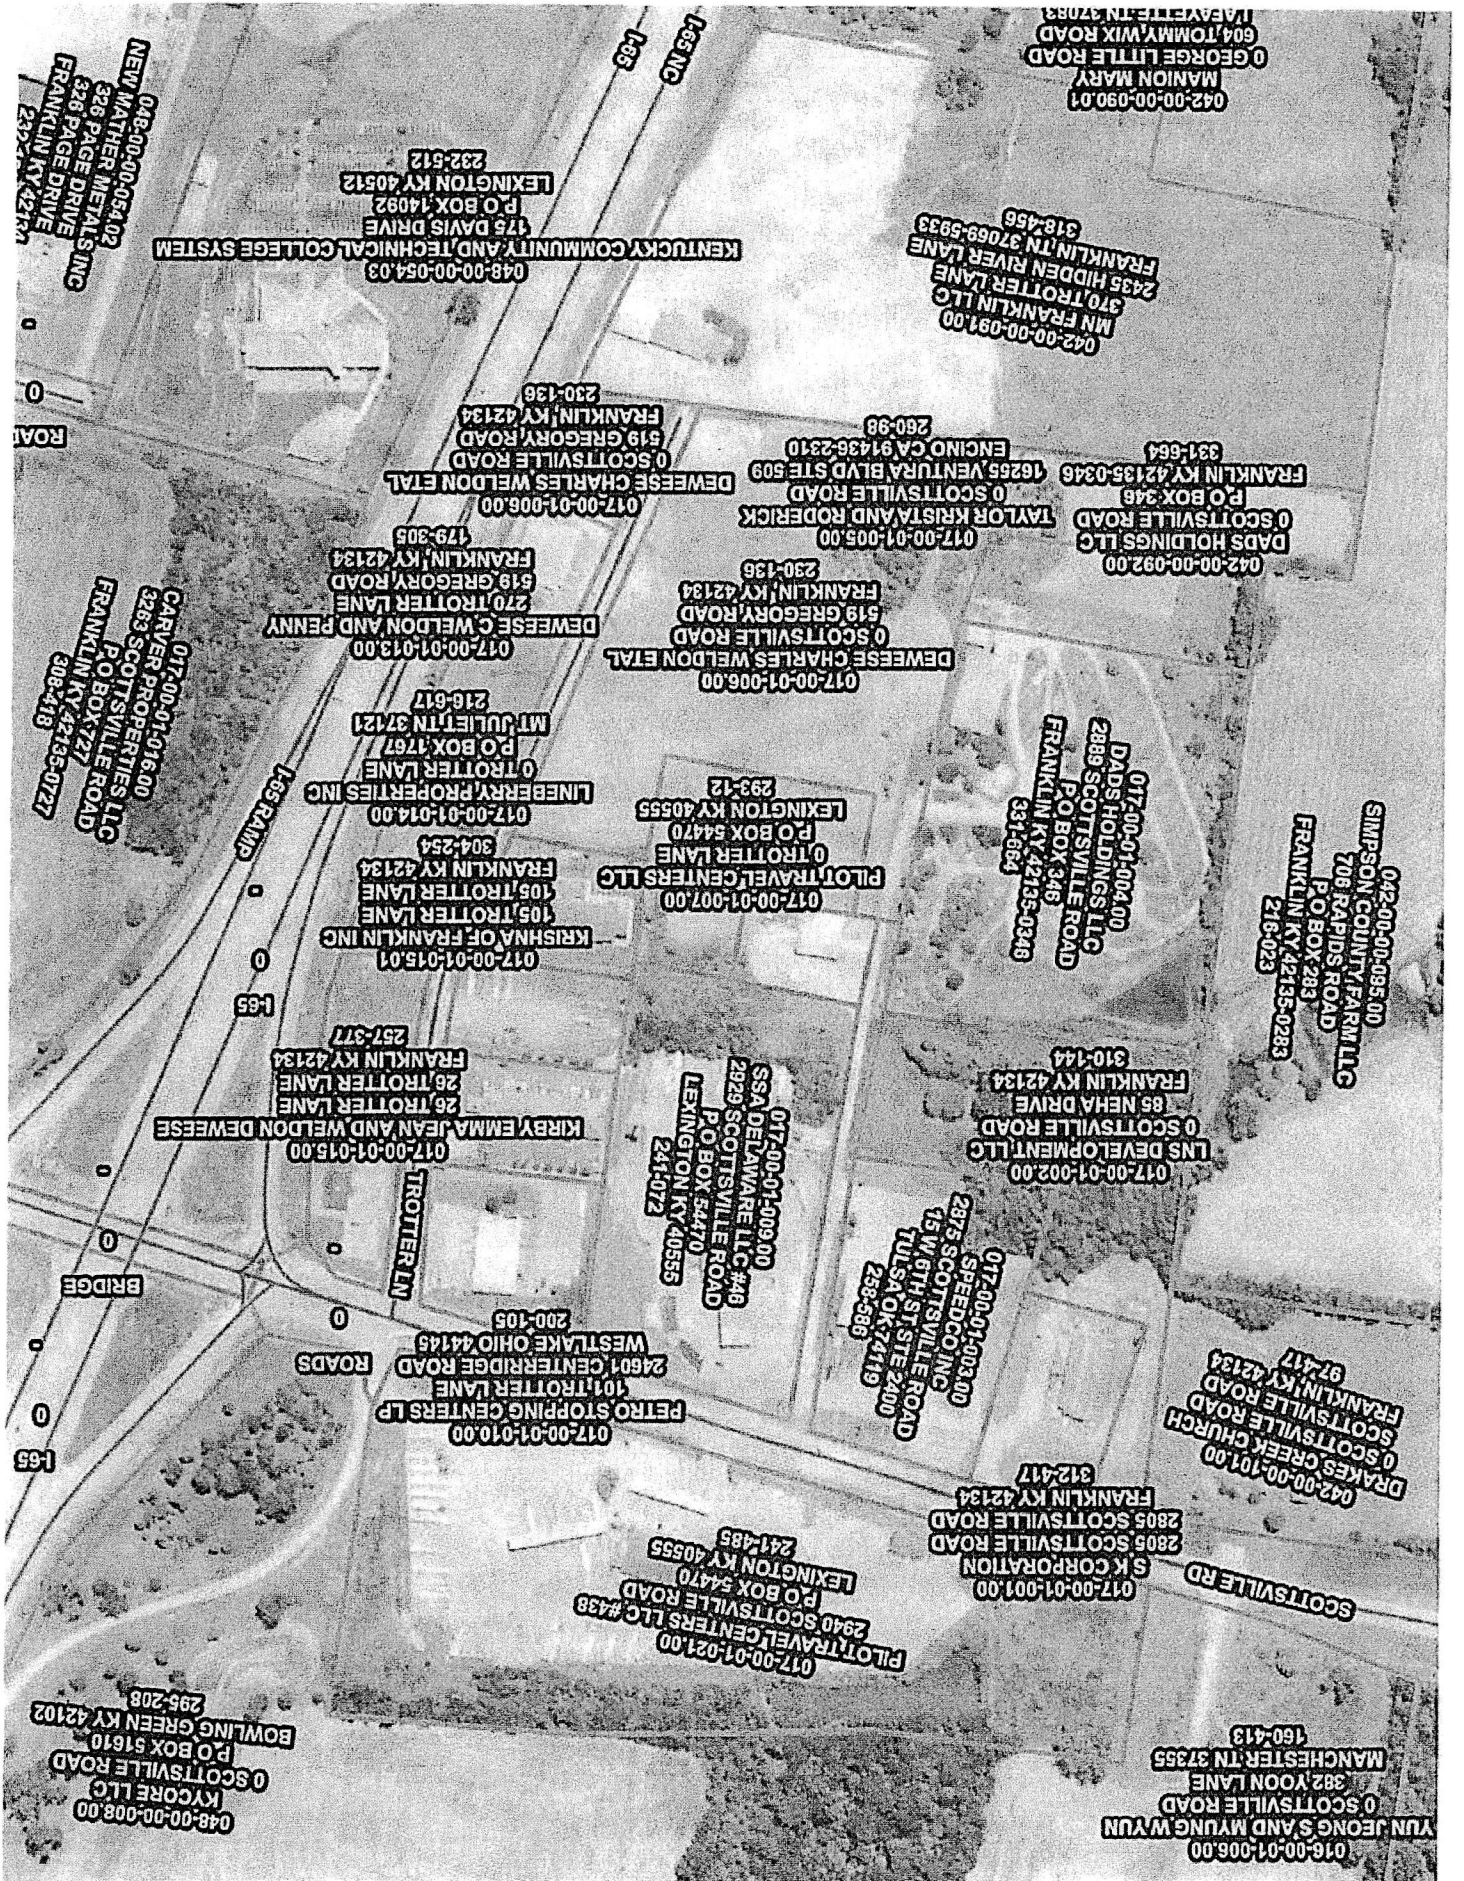 016-00-01-006.00
YUN JEONG S AND MYUNG W YUN
0 SCOTTSVILLE ROAD
382 YOON LANE
MANCHESTER TN 37355
160-413
048-00-00-008.00
KYCORE LLC
0 SCOTTSVILLE ROAD
P O BOX 51610
BOWLING GREEN KY 42102
295-208
017-00-01-021.00
PILOT TRAVEL CENTERS LLC #438
2940 SCOTTSVILLE ROAD
P O BOX 54470
LEXINGTON KY 40555
241-485
SCOTTSVILLE RD
017-00-01-001.00
S K CORPORATION
2805 SCOTTSVILLE ROAD
2805 SCOTTSVILLE ROAD
FRANKLIN KY 42134
312-417
042-00-00-101.00
DRAKES CREEK CHURCH
0 SCOTTSVILLE ROAD
SCOTTSVILLE ROAD
FRANKLIN KY 42134
97-417
017-00-01-010.00
PETRO STOPPING CENTERS LP
101 TROTTER LANE
24601 CENTERRIDGE ROAD
WESTLAKE OHIO 44145
200-105
I-65
0
0
ROADS
0
BRIDGE
0
0
0
TROTTER LN
017-00-01-003.00
SPEEDCO INC
2875 SCOTTSVILLE ROAD
15 W 6TH ST STE 2400
TULSA OK 74119
258-586
017-00-01-009.00
SSA DELAWARE LLC #48
2939 SCOTTSVILLE ROAD
P O BOX 54470
LEXINGTON KY 40555
241-072
017-00-01-002.00
LNS DEVELOPMENT LLC
0 SCOTTSVILLE ROAD
85 NEHA DRIVE
FRANKLIN KY 42134
310-144
017-00-01-015.00
KIRBY EMMA JEAN AND WELDON DEWEESE
26 TROTTER LANE
26 TROTTER LANE
FRANKLIN KY 42134
257-377
042-00-00-095.00
SIMPSON COUNTY FARM LLC
709 RAPIDS ROAD
P O BOX 283
FRANKLIN KY 42135-0283
216-023
017-00-01-004.00
DADS HOLDINGS LLC
2889 SCOTTSVILLE ROAD
P O BOX 346
FRANKLIN KY 42135-0346
331-664
I-65
0
0
017-00-01-015.01
KRISHNA OF FRANKLIN INC
105 TROTTER LANE
105 TROTTER LANE
FRANKLIN KY 42134
304-254
017-00-01-007.00
PILOT TRAVEL CENTERS LLC
0 TROTTER LANE
P O BOX 54470
LEXINGTON KY 40555
293-12
017-00-01-014.00
LINEBERRY PROPERTIES INC
0 TROTTER LANE
P O BOX 1767
MT JULIET TN 37121
216-617
I-65 RAMP
017-00-01-016.00
CARVER PROPERTIES LLC
3293 SCOTTSVILLE ROAD
P O BOX 727
FRANKLIN KY 42135-0727
308-418
017-00-01-006.00
DEWEESE CHARLES WELDON ETAL
0 SCOTTSVILLE ROAD
519 GREGORY ROAD
FRANKLIN, KY 42134
230-136
017-00-01-013.00
DEWEESE C WELDON AND PENNY
270 TROTTER LANE
519 GREGORY ROAD
FRANKLIN, KY 42134
179-305
042-00-00-092.00
DADS HOLDINGS LLC
0 SCOTTSVILLE ROAD
P O BOX 346
FRANKLIN KY 42135-0346
331-664
017-00-01-005.00
TAYLOR KRISTA AND RODERICK
0 SCOTTSVILLE ROAD
16255 VENTURA BLVD STE 509
ENCINO CA 91436-2310
260-98
017-00-01-006.00
DEWEESE CHARLES WELDON ETAL
0 SCOTTSVILLE ROAD
519 GREGORY ROAD
FRANKLIN, KY 42134
230-136
ROAD
0
0
042-00-00-091.00
MN FRANKLIN LLC
370 TROTTER LANE
2435 HIDDEN RIVER LANE
FRANKLIN TN 37069-5933
318-456
048-00-00-054.03
KENTUCKY COMMUNITY AND TECHNICAL COLLEGE SYSTEM
175 DAVIS DRIVE
P O BOX 14092
LEXINGTON KY 40512
232-512
048-00-00-054.02
NEW MATHER METALS INC
326 PAGE DRIVE
326 PAGE DRIVE
FRANKLIN KY 42134
042-00-00-090.01
MANION MARY
0 GEORGE LITTLE ROAD
604 TOMMY WIX ROAD
LAFAYETTE TN 37083
I-65 NC
I-65